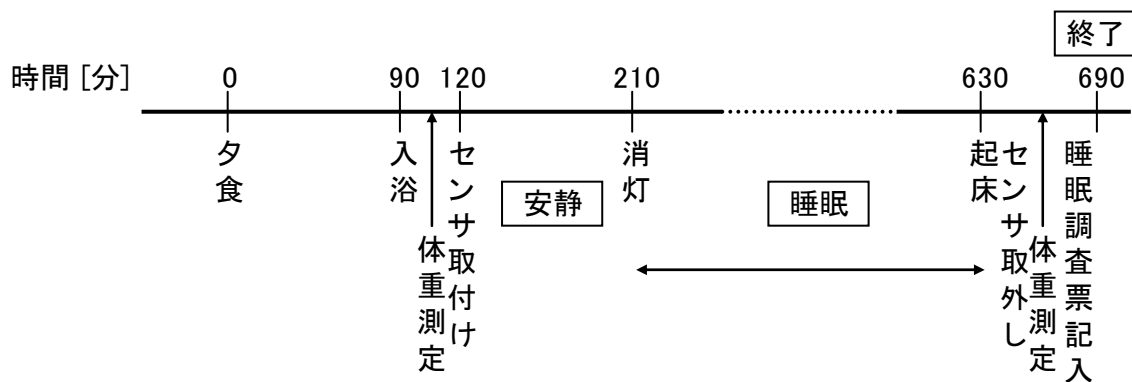 終了
時間 [分]
0
90
120
210
630
690
夕食
入浴
体重測定
センサ取付け
安静
消灯
睡眠
起床
センサ取外し
体重測定
睡眠調査票記入